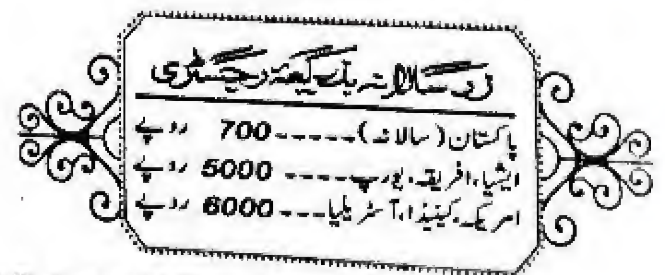 زر سالانہ بذریعہ رجسٹری
پاکستان (سالانہ)-----700 روپے
ایشیا، افریقہ، یورپ----5000 روپے
امریکہ، کینیڈا، آسٹریلیا---6000 روپے